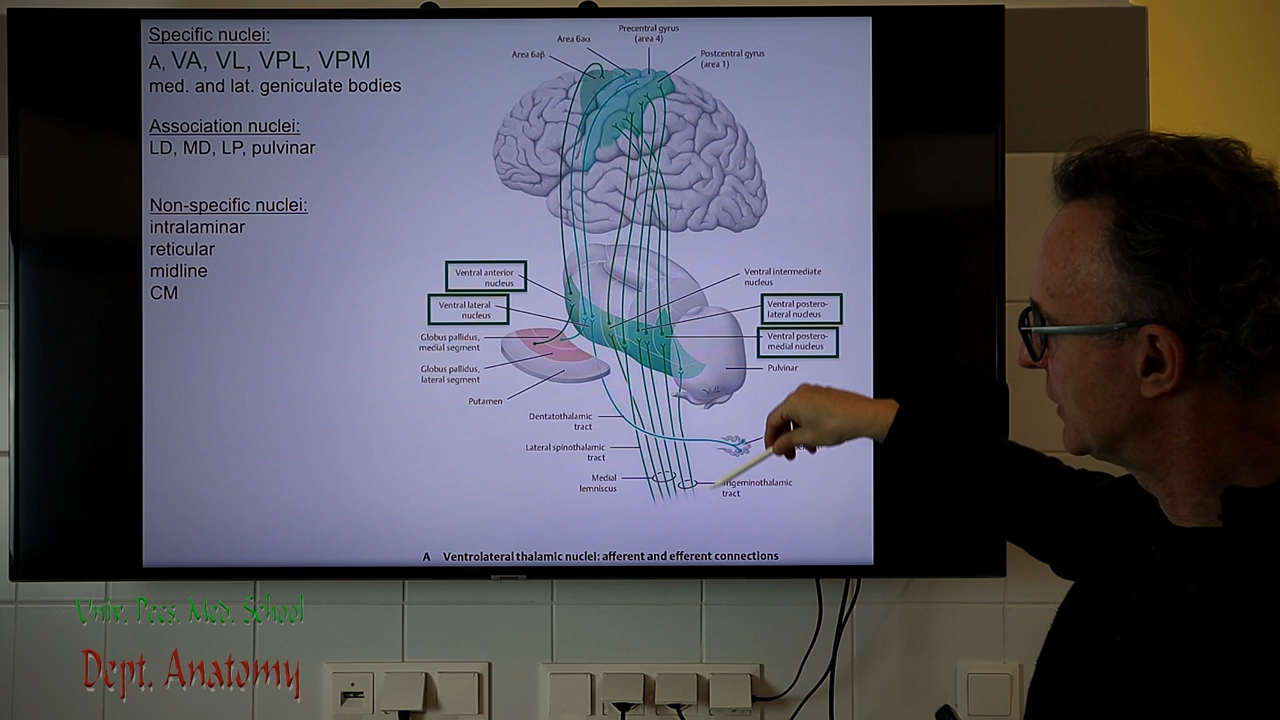 Specific nuclei:
A, VA, VL, VPL, VPM
med. and lat. geniculate bodies
Association nuclei:
LD, MD, LP, pulvinar
Non-specific nuclei:
intralaminar
reticular
midline
CM
Precentral gyrus
(area 4)
Area 6aα
Area 6aβ
Postcentral gyrus
(area 1)
Ventral anterior
nucleus
Ventral lateral
nucleus
Globus pallidus,
medial segment
Globus pallidus,
lateral segment
Putamen
Ventral intermediate
nucleus
Ventral postero-
lateral nucleus
Ventral postero-
medial nucleus
Pulvinar
Dentatothalamic
tract
Lateral spinothalamic
tract
Medial
lemniscus
tract
A Ventrolateral thalamic nuclei: afferent and efferent connections
Univ. Pecs. Med. School
Dept. Anatomy